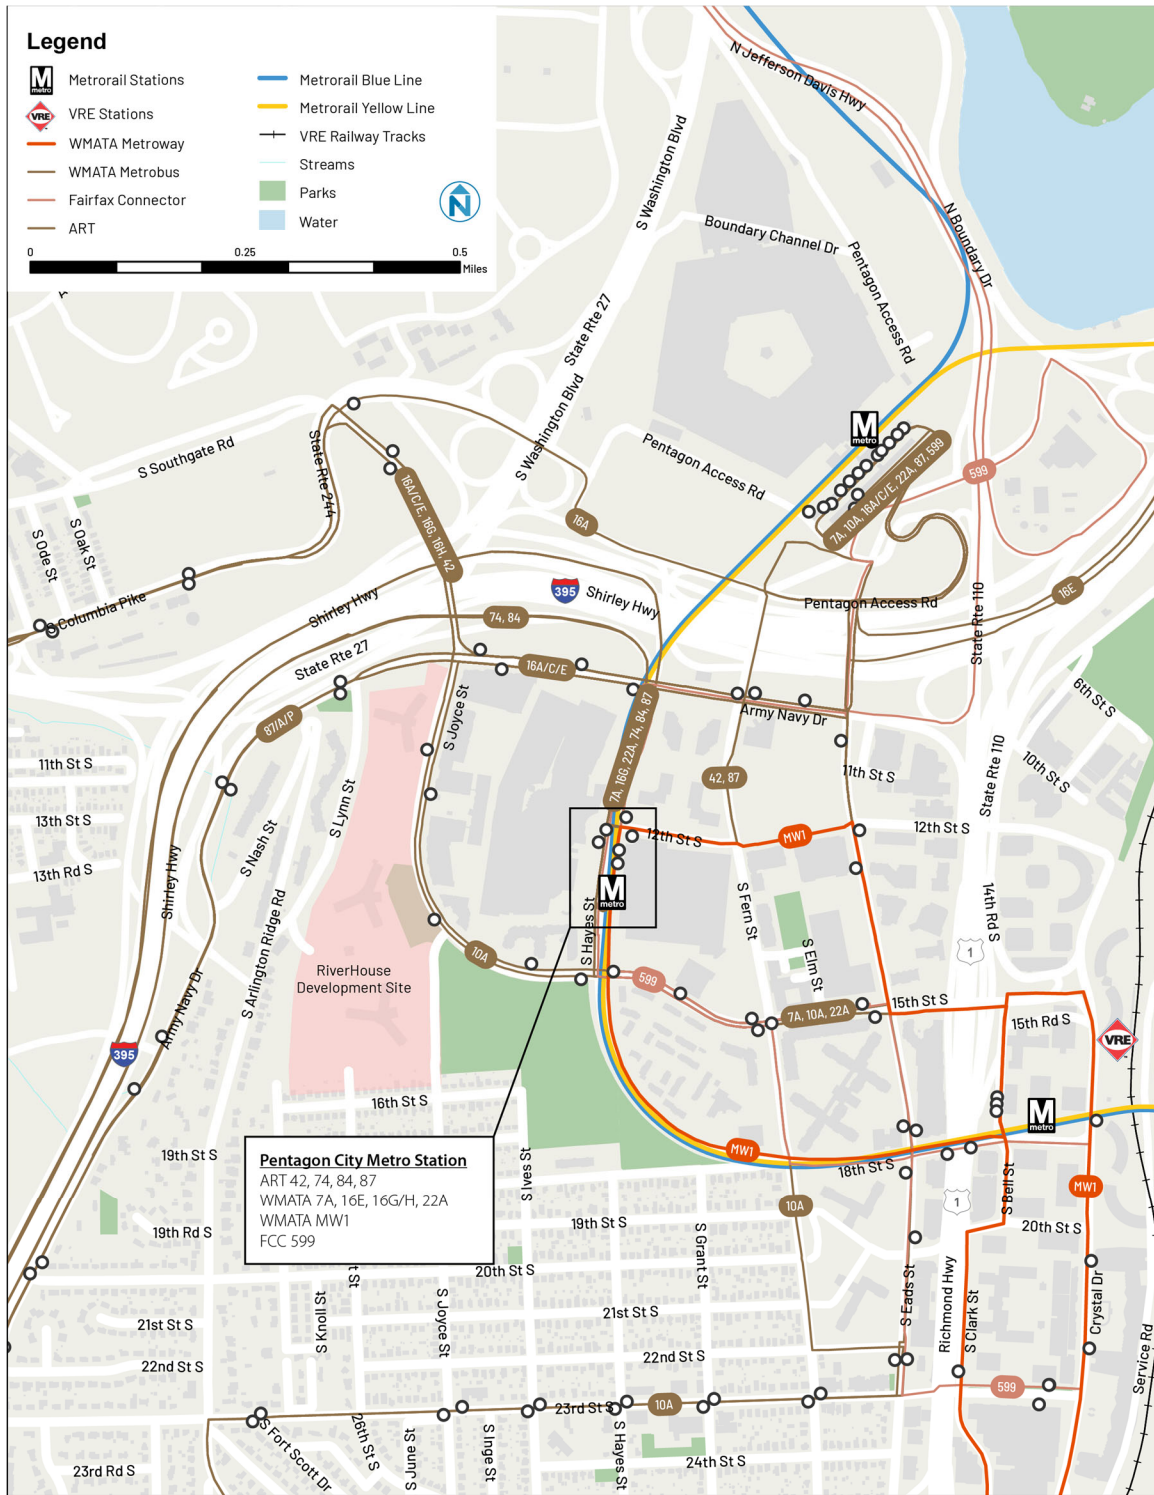 Legend
M metro
Metrorail Stations
VRE
VRE Stations
WMATA Metroway
WMATA Metrobus
Fairfax Connector
ART
Metrorail Blue Line
Metrorail Yellow Line
VRE Railway Tracks
Streams
Parks
Water
N
0 0.25 0.5
Miles
N Jefferson Davis Hwy
S Washington Blvd
Boundary Channel Dr
N Boundary Dr
Pentagon Access Rd
State Rte 27
S Washington Blvd
S Southgate Rd
State Rte 244
Pentagon Access Rd
M metro
599
7A, 10A, 16A/C/E, 22A, 87, 599
16A/C/E, 16G, 16H, 42
16A
S Ode St
S Oak St
S Columbia Pike
Shirley Hwy
395
Shirley Hwy
Pentagon Access Rd
16E
State Rte 110
74, 84
State Rte 27
16A/C/E
87/A/P
S Joyce St
7A, 16G, 22A, 74, 84, 87
Army Navy Dr
6th St S
10th St S
State Rte 110
11th St S
13th St S
13th Rd S
S Lynn St
S Nash St
42, 87
11th St S
12th St S
MW1
12th St S
M metro
Shirley Hwy
S Arlington Ridge Rd
Army Navy Dr
S Hayes St
S Fern St
S Elm St
14th Rd S
1
10A
RiverHouse
Development Site
599
7A, 10A, 22A
15th St S
15th Rd S
VRE
395
16th St S
M metro
MW1
18th St S
Pentagon City Metro Station
ART 42, 74, 84, 87
WMATA 7A, 16E, 16G/H, 22A
WMATA MW1
FCC 599
19th St S
S Ives St
10A
1
S Bell St
MW1
19th Rd S
19th St S
20th St S
S Grant St
20th St S
t St
21st St S
S Knoll St
S Joyce St
21st St S
S Eads St
Richmond Hwy
S Clark St
Crystal Dr
Service Rd
22nd St S
22nd St S
599
23rd St S
10A
S Fort Scott Dr
26th St S
S June St
S Inge St
S Hayes St
23rd Rd S
24th St S